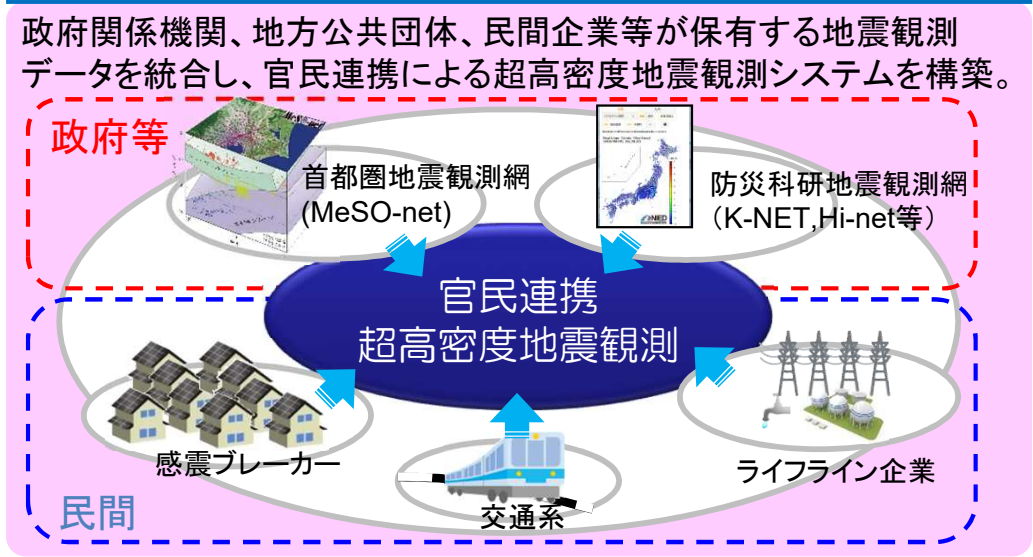 政府関係機関、地方公共団体、民間企業等が保有する地震観測
データを統合し、官民連携による超高密度地震観測システムを構築。
政府等
首都圏地震観測網
(MeSO-net)
防災科研地震観測網
（K-NET,Hi-net等）
官民連携
超高密度地震観測
感震ブレーカー
交通系
ライフライン企業
民間